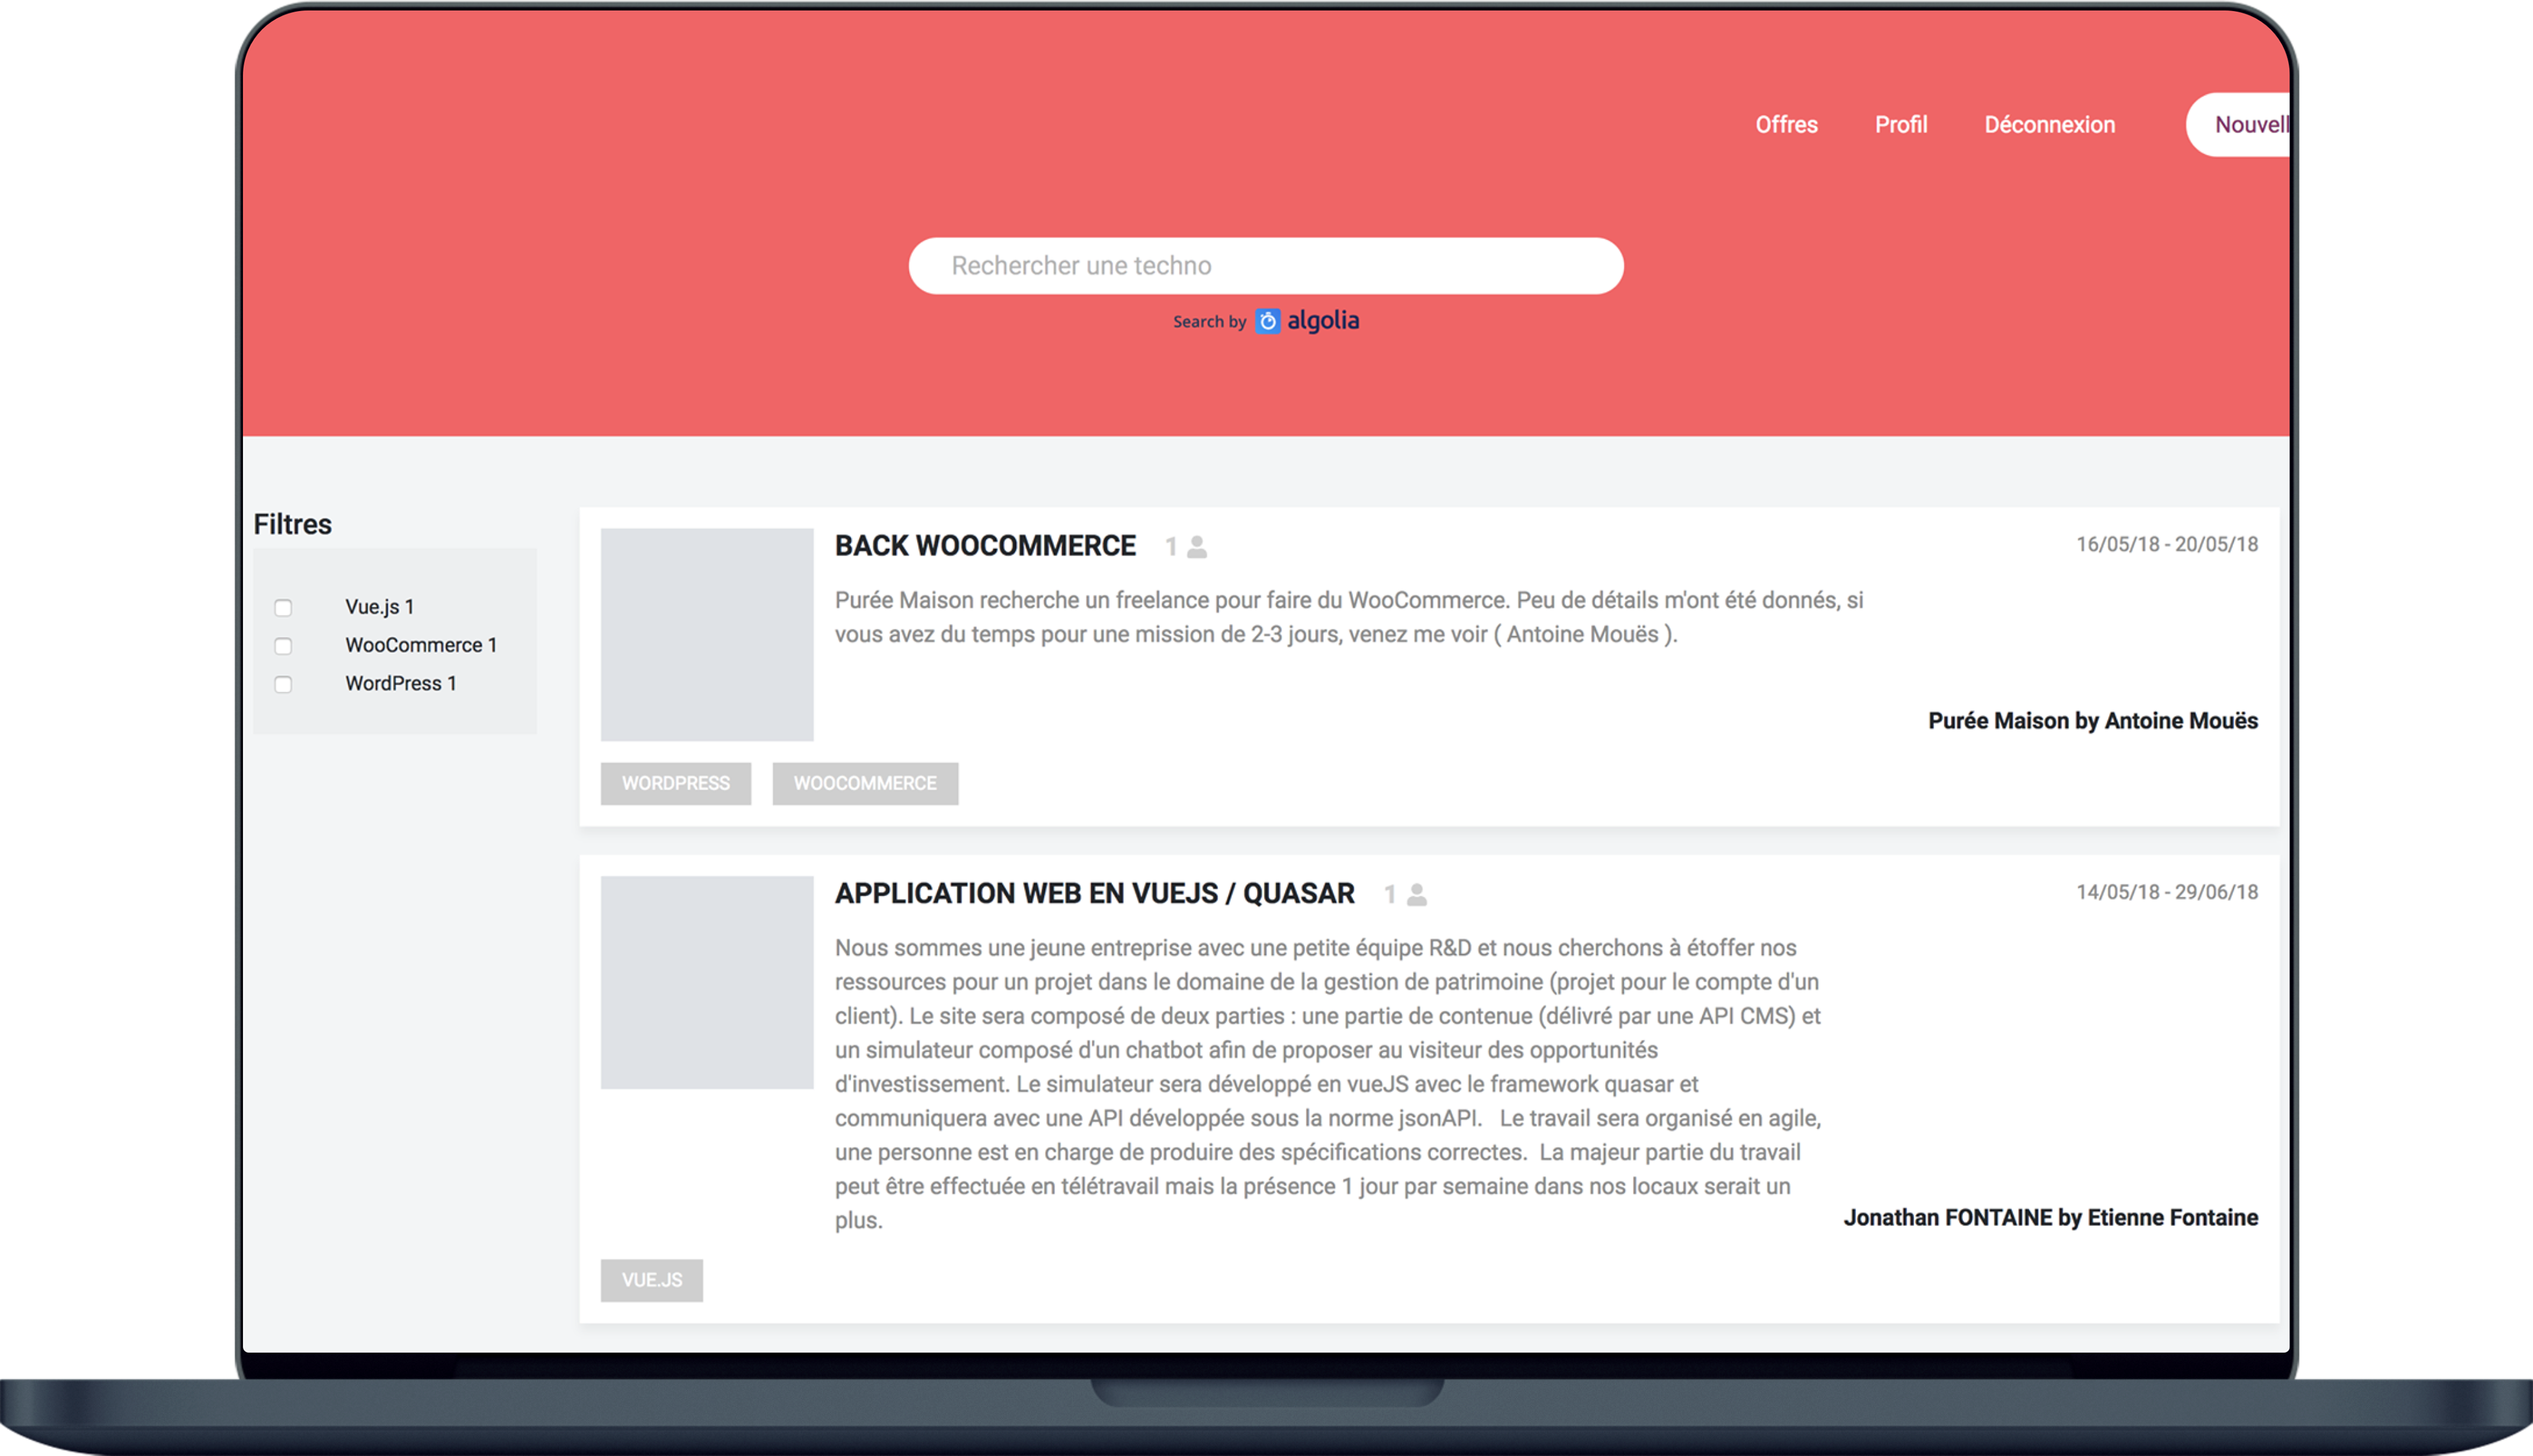 Offres Profil Déconnexion Nouvell
Rechercher une techno
Search by algolia
Filtres
Vue.js 1
WooCommerce 1
WordPress 1
BACK WOOCOMMERCE 1
16/05/18 - 20/05/18
Purée Maison recherche un freelance pour faire du WooCommerce. Peu de détails m'ont été donnés, si
vous avez du temps pour une mission de 2-3 jours, venez me voir ( Antoine Mouës ).
Purée Maison by Antoine Mouës
WORDPRESS WOOCOMMERCE
APPLICATION WEB EN VUEJS / QUASAR 1
14/05/18 - 29/06/18
Nous sommes une jeune entreprise avec une petite équipe R&D et nous cherchons à étoffer nos
ressources pour un projet dans le domaine de la gestion de patrimoine (projet pour le compte d'un
client). Le site sera composé de deux parties : une partie de contenue (délivré par une API CMS) et
un simulateur composé d'un chatbot afin de proposer au visiteur des opportunités
d'investissement. Le simulateur sera développé en vueJS avec le framework quasar et
communiquera avec une API développée sous la norme jsonAPI.   Le travail sera organisé en agile,
une personne est en charge de produire des spécifications correctes.  La majeur partie du travail
peut être effectuée en télétravail mais la présence 1 jour par semaine dans nos locaux serait un
plus.
Jonathan FONTAINE by Etienne Fontaine
VUE.JS